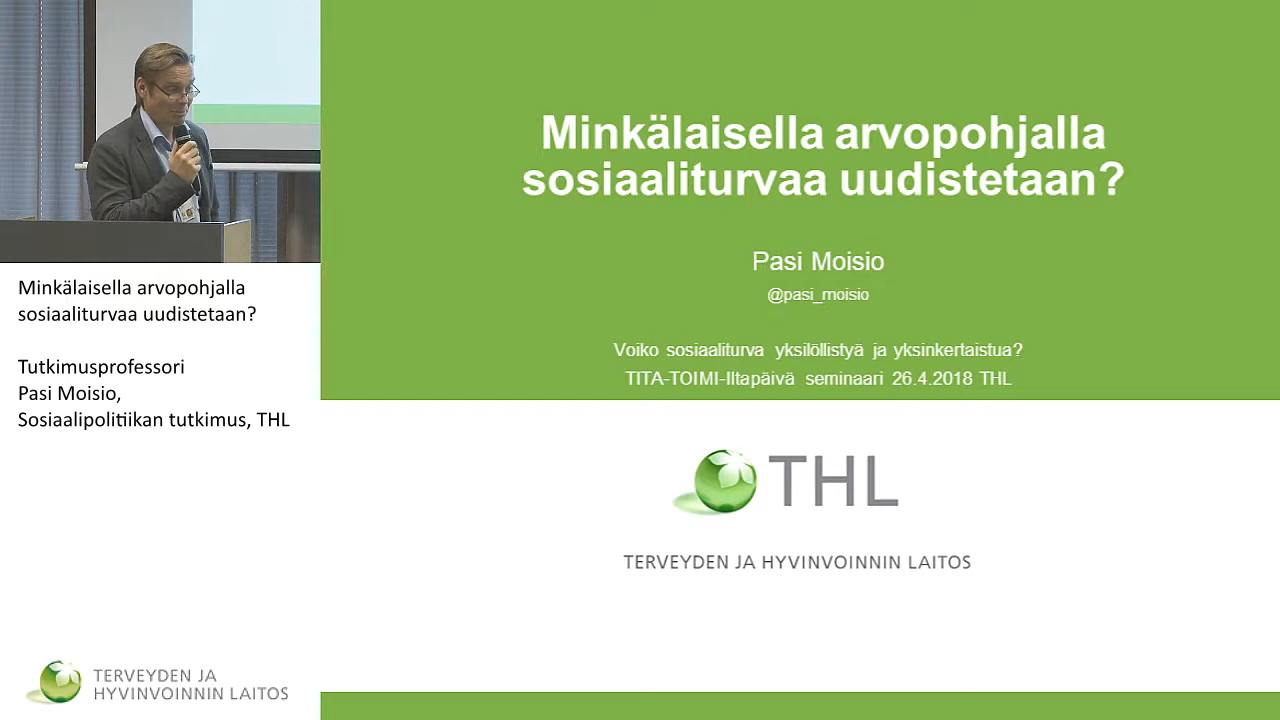 Minkälaisella arvopohjalla
sosiaaliturvaa uudistetaan?
Tutkimusprofessori
Pasi Moisio,
Sosiaalipolitiikan tutkimus, THL
TERVEYDEN JA
HYVINVOINNIN LAITOS
Minkälaisella arvopohjalla
sosiaaliturvaa uudistetaan?
Pasi Moisio
@pasi_moisio
Voiko sosiaaliturva yksilöllistyä ja yksinkertaistua?
TITA-TOIMI-Iltapäivä seminaari 26.4.2018 THL
THL
TERVEYDEN JA HYVINVOINNIN LAITOS